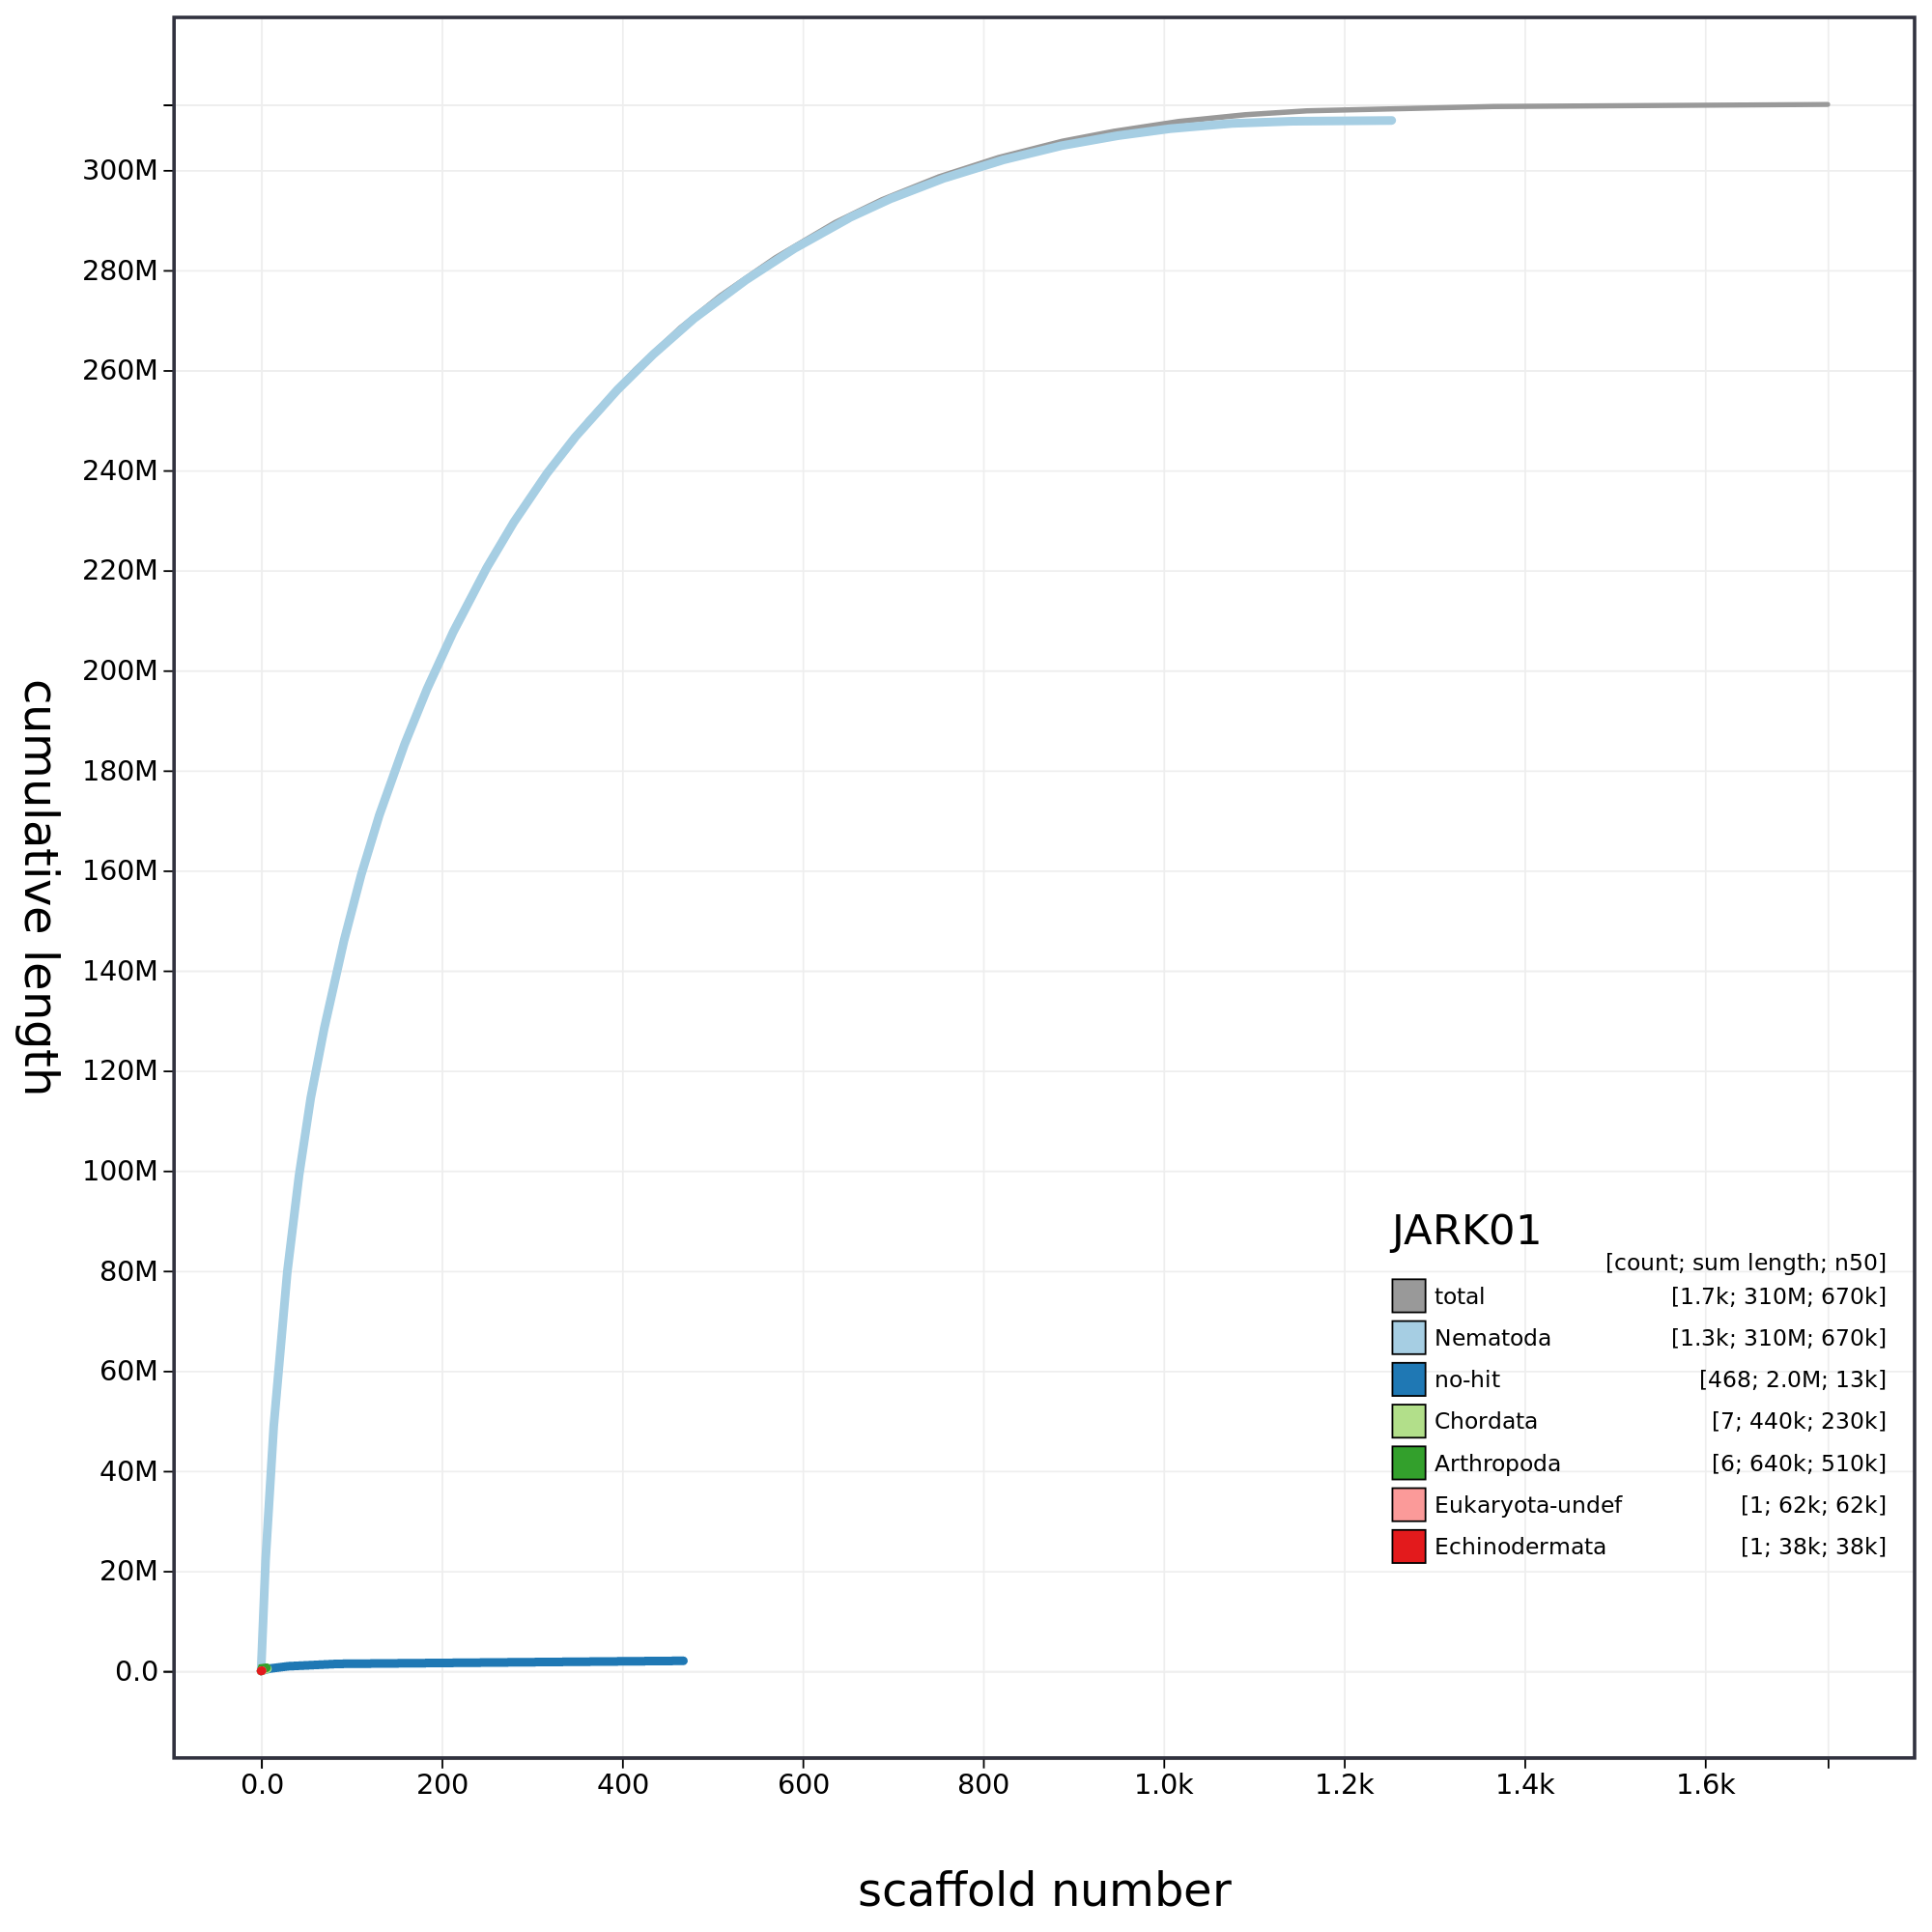 300M
280M
260M
240M
220M
200M
180M
160M
140M
120M
100M
80M
60M
40M
20M
0.0
cumulative length
JARK01
[count; sum length; n50]
total [1.7k; 310M; 670k]
Nematoda [1.3k; 310M; 670k]
no-hit [468; 2.0M; 13k]
Chordata [7; 440k; 230k]
Arthropoda [6; 640k; 510k]
Eukaryota-undef [1; 62k; 62k]
Echinodermata [1; 38k; 38k]
0.0 200 400 600 800 1.0k 1.2k 1.4k 1.6k
scaffold number